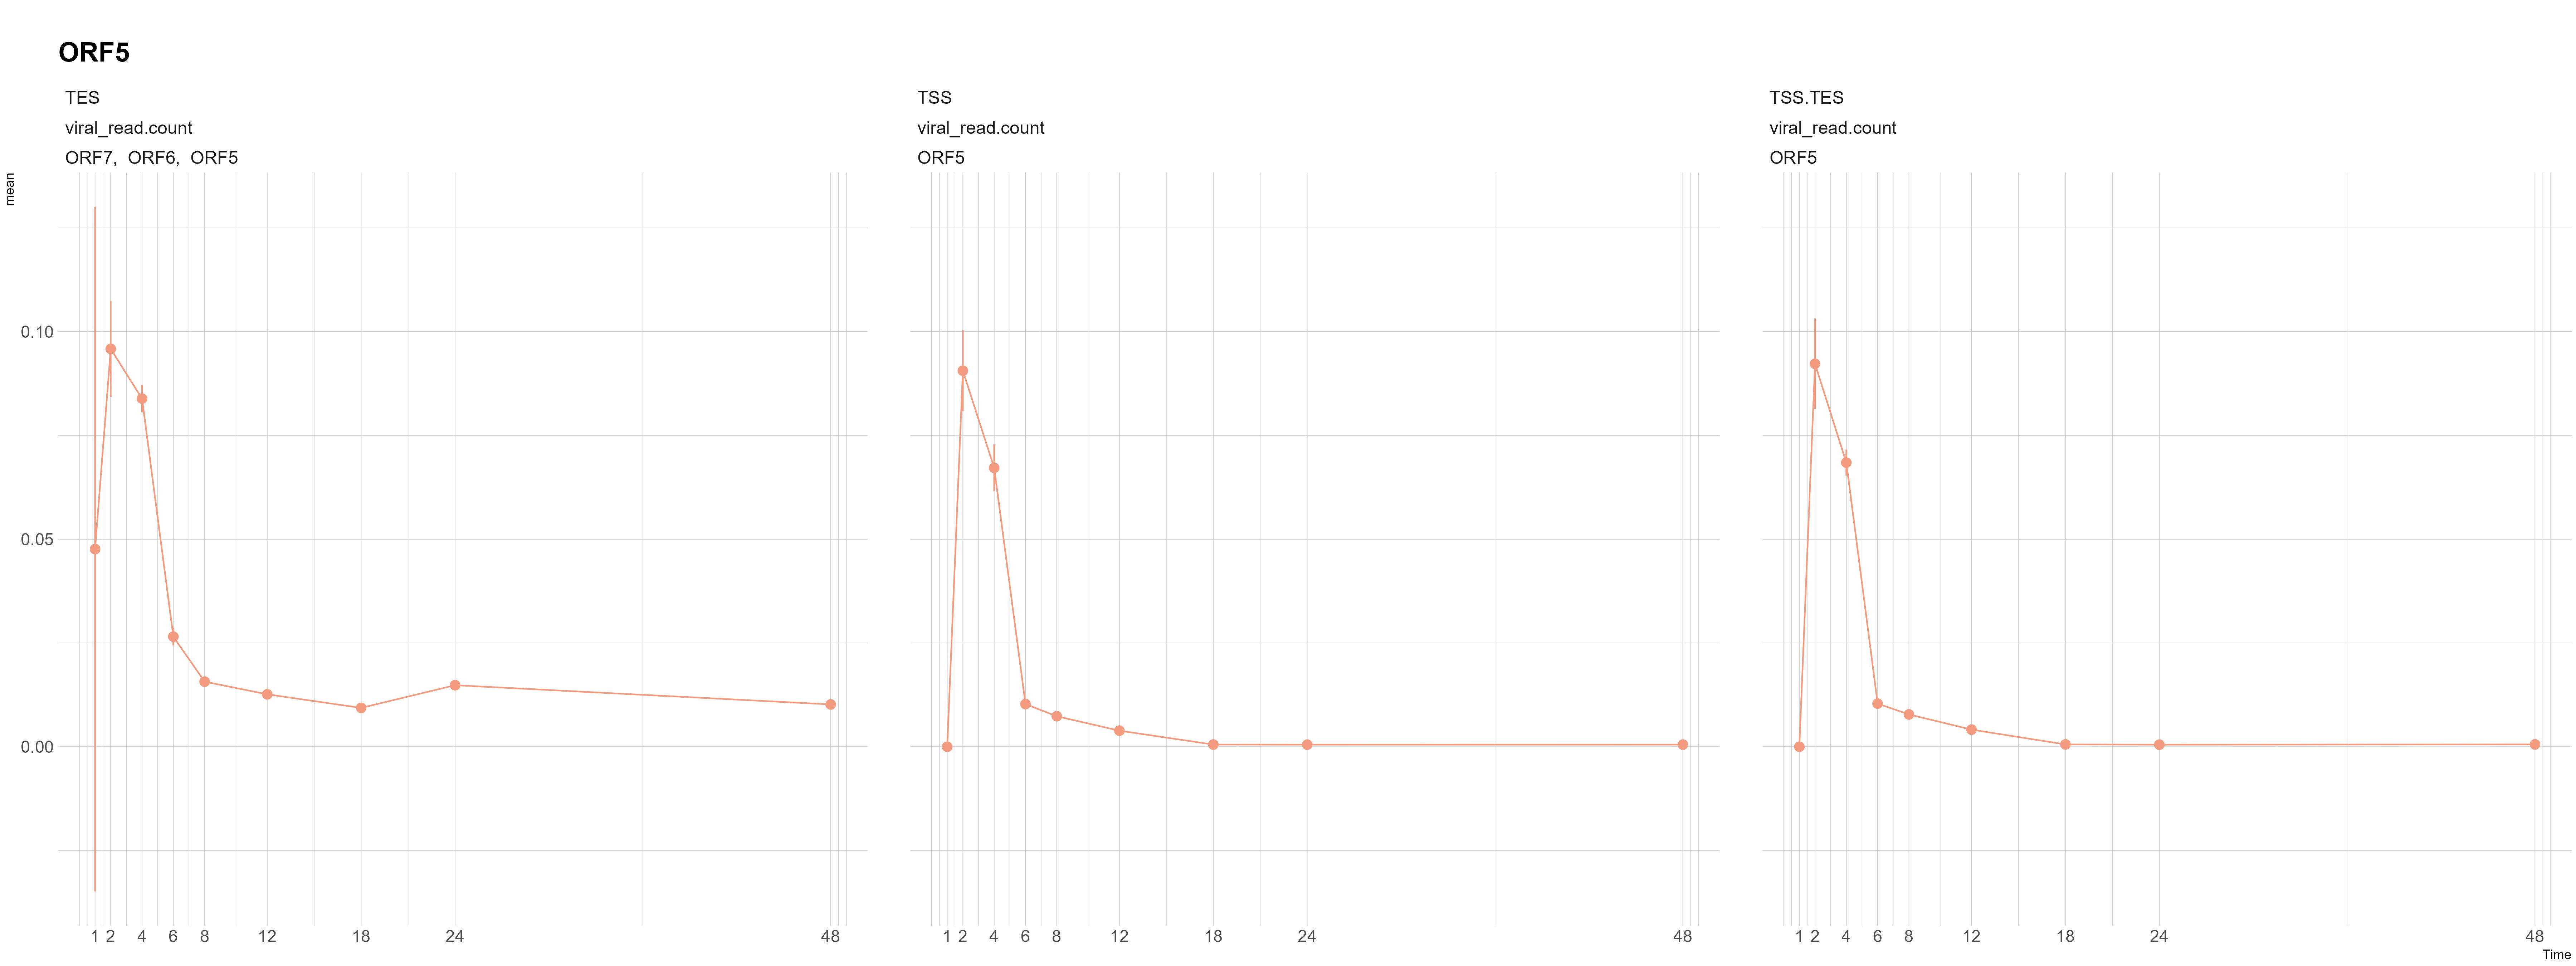 ORF5
TES
viral_read.count
ORF7,  ORF6,  ORF5
TSS
viral_read.count
ORF5
TSS.TES
viral_read.count
ORF5
mean
0.10
0.05
0.00
1 2 4 6 8 12 18 24 48
1 2 4 6 8 12 18 24 48
1 2 4 6 8 12 18 24 48
Time